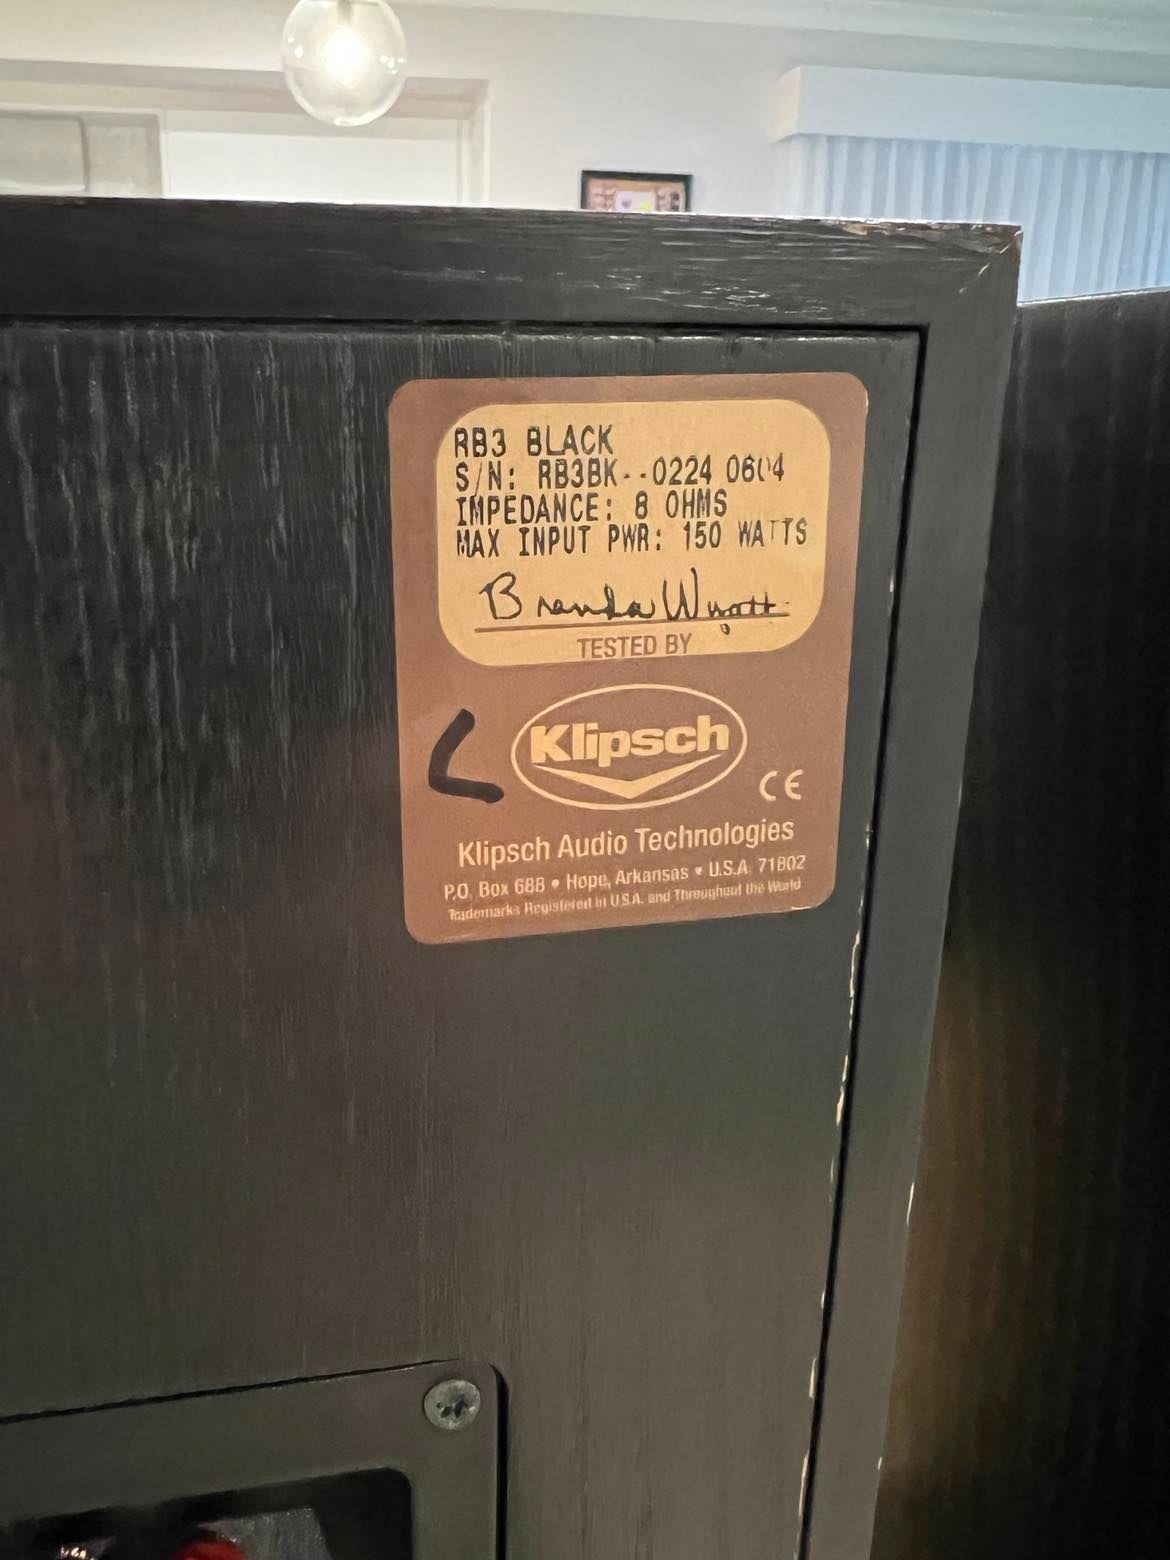 RB3 BLACK
S/N: RB3BK--0224 0604
IMPEDANCE: 8 OHMS
MAX INPUT PWR: 150 WATTS
Brenda Wyatt
TESTED BY
L
Klipsch
CE
Klipsch Audio Technologies
P.O. Box 688 • Hope, Arkansas • U.S.A. 71802
Trademarks Registered in U.S.A. and Throughout the World